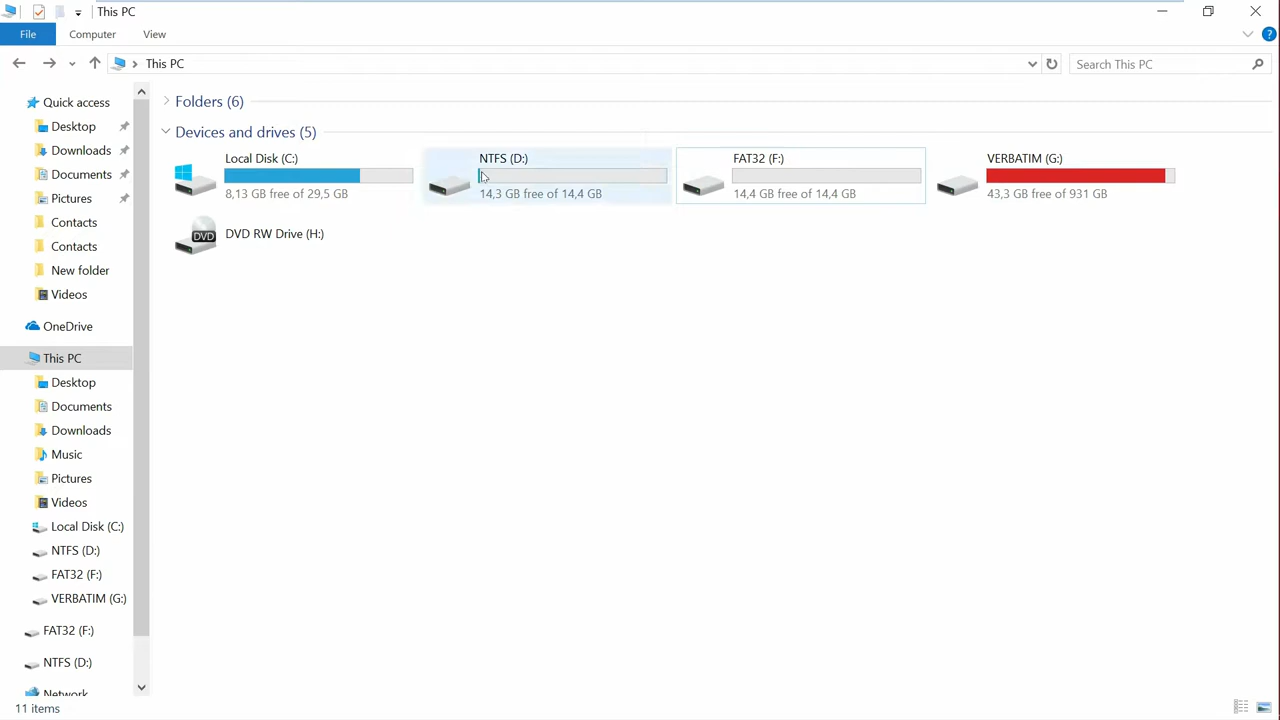 This PC
File
Computer
View
This PC
Search This PC
Quick access
Desktop
Downloads
Documents
Pictures
Contacts
Contacts
New folder
Videos
OneDrive
This PC
Desktop
Documents
Downloads
Music
Pictures
Videos
Local Disk (C:)
NTFS (D:)
FAT32 (F:)
VERBATIM (G:)
FAT32 (F:)
NTFS (D:)
Network
Folders (6)
Devices and drives (5)
Local Disk (C:)
8,13 GB free of 29,5 GB
NTFS (D:)
14,3 GB free of 14,4 GB
FAT32 (F:)
14,4 GB free of 14,4 GB
VERBATIM (G:)
43,3 GB free of 931 GB
DVD
DVD RW Drive (H:)
11 items